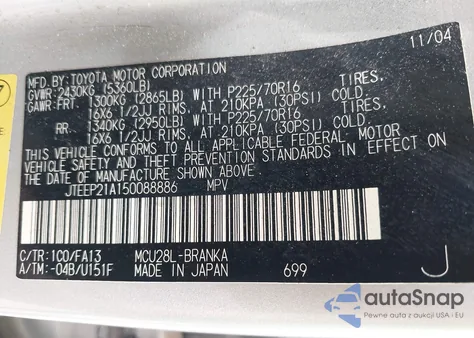 11/04
MFD.BY:TOYOTA MOTOR CORPORATION
GVWR:2430KG(5360LB)
GAWR:FRT. 1300KG(2865LB) WITH P225/70R16 TIRES,
16X6 1/2JJ RIMS, AT 210KPA(30PSI)COLD
RR. 1340KG(2950LB) WITH P225/70R16 TIRES,
16X6 1/2JJ RIMS, AT 210KPA(30PSI)COLD
THIS VEHICLE CONFORMS TO ALL APPLICABLE FEDERAL MOTOR
VEHICLE SAFETY STANDARDS IN EFFECT ON
THE DATE OF MANUFACTURE SHOWN ABOVE.
JTEEP21A150088886 MPV
C/TR:1C0/FA13 MCU28L-BRANKA
A/TM:-04B/U151F MADE IN JAPAN 699 J
autoSnap
Pewne auta z aukcji USA i EU